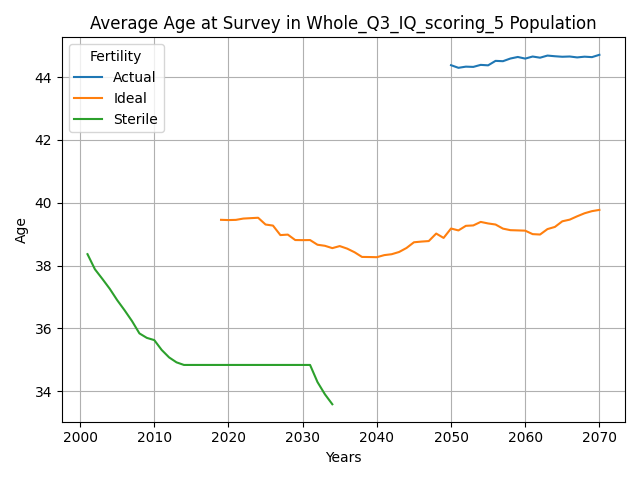 Average Age at Survey in Whole_Q3_IQ_scoring_5 Population
Fertility
Actual
Ideal
Sterile
Age
44
42
40
38
36
34
2000 2010 2020 2030 2040 2050 2060 2070
Years